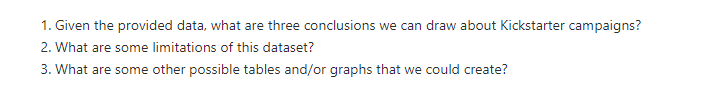 1. Given the provided data, what are three conclusions we can draw about Kickstarter campaigns?
2. What are some limitations of this dataset?
3. What are some other possible tables and/or graphs that we could create?